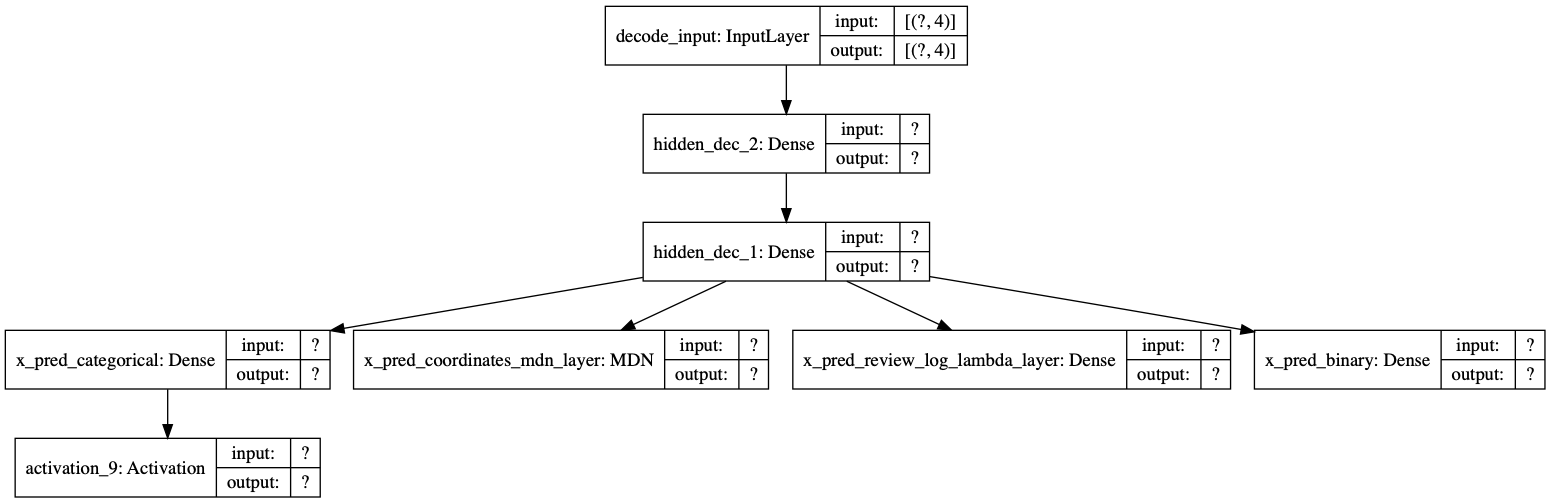 decode_input: InputLayer
input: [(?, 4)]
output: [(?, 4)]
hidden_dec_2: Dense
input: ?
output: ?
hidden_dec_1: Dense
input: ?
output: ?
x_pred_categorical: Dense
input: ?
output: ?
x_pred_coordinates_mdn_layer: MDN
input: ?
output: ?
x_pred_review_log_lambda_layer: Dense
input: ?
output: ?
x_pred_binary: Dense
input: ?
output: ?
activation_9: Activation
input: ?
output: ?